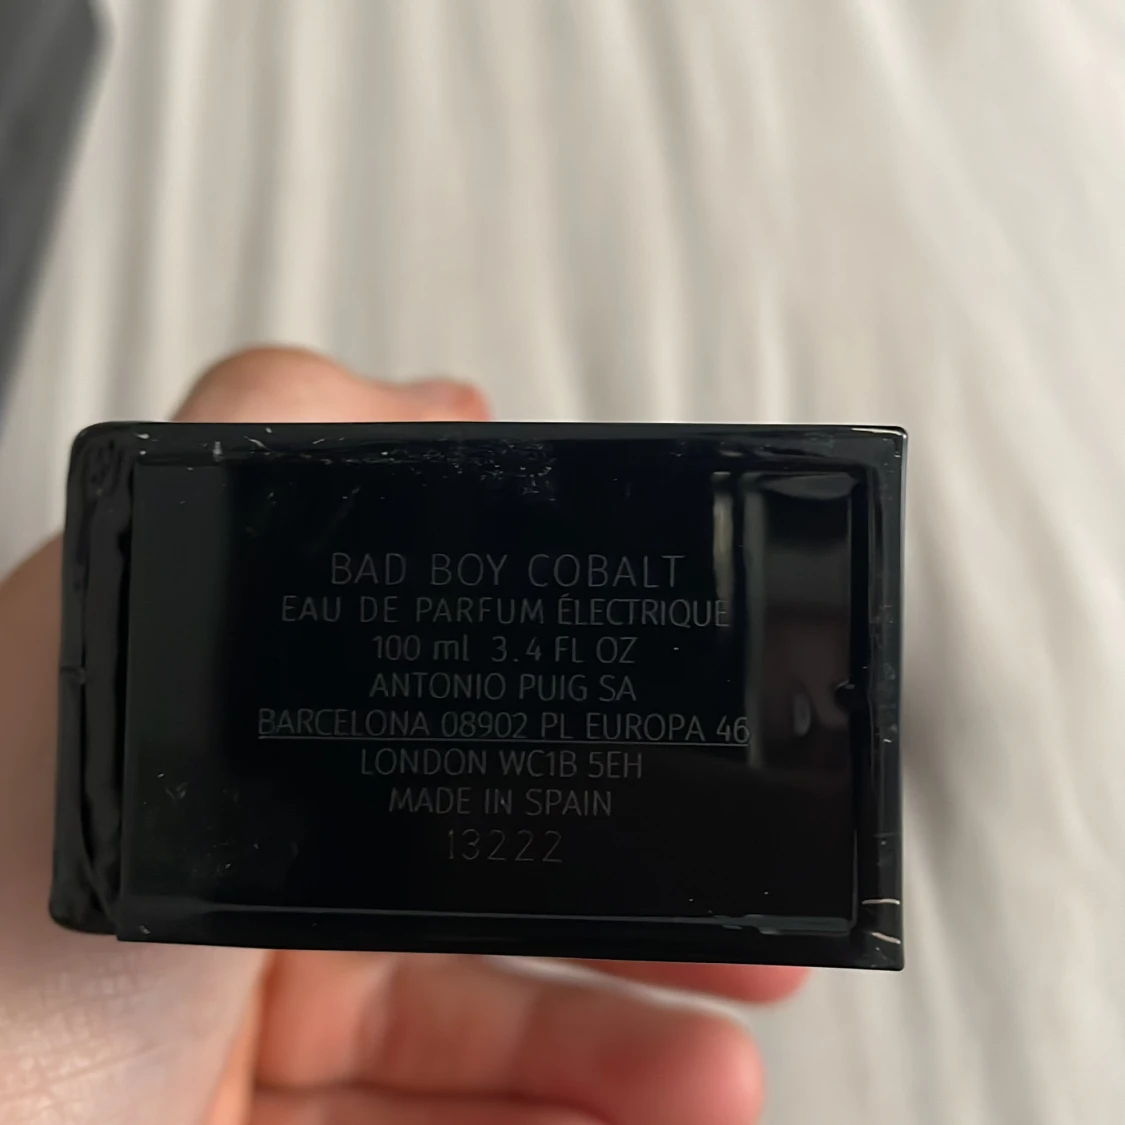 BAD BOY COBALT
EAU DE PARFUM ÉLECTRIQUE
100 ml 3.4 FL OZ
ANTONIO PUIG SA
BARCELONA 08902 PL EUROPA 46
LONDON WC1B 5EH
MADE IN SPAIN
13222